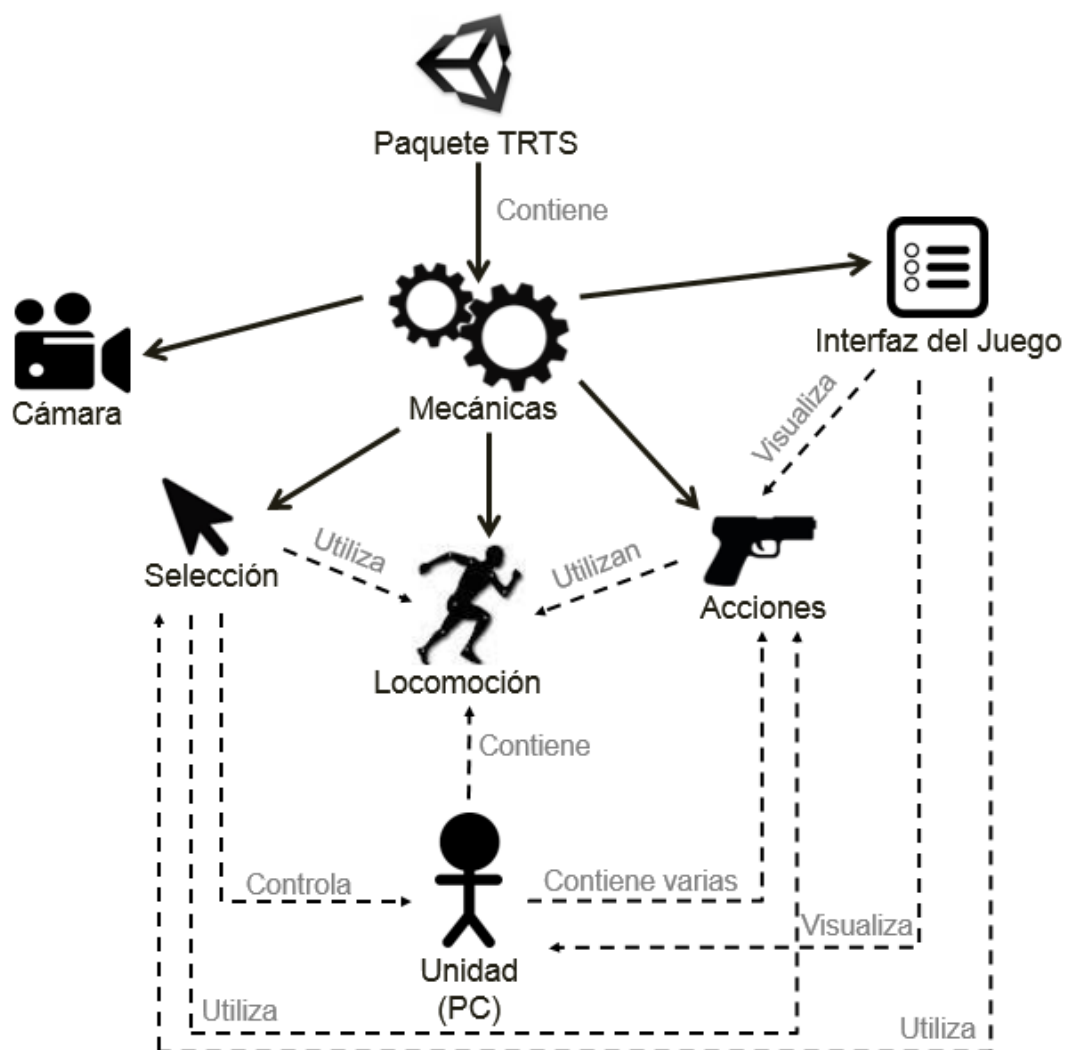 Paquete TRTS
Contiene
Interfaz del Juego
Cámara
Mecánicas
Visualiza
Utiliza
Utilizan
Selección
Acciones
Locomoción
Contiene
Controla
Contiene varias
Visualiza
Unidad
(PC)
Utiliza
Utiliza